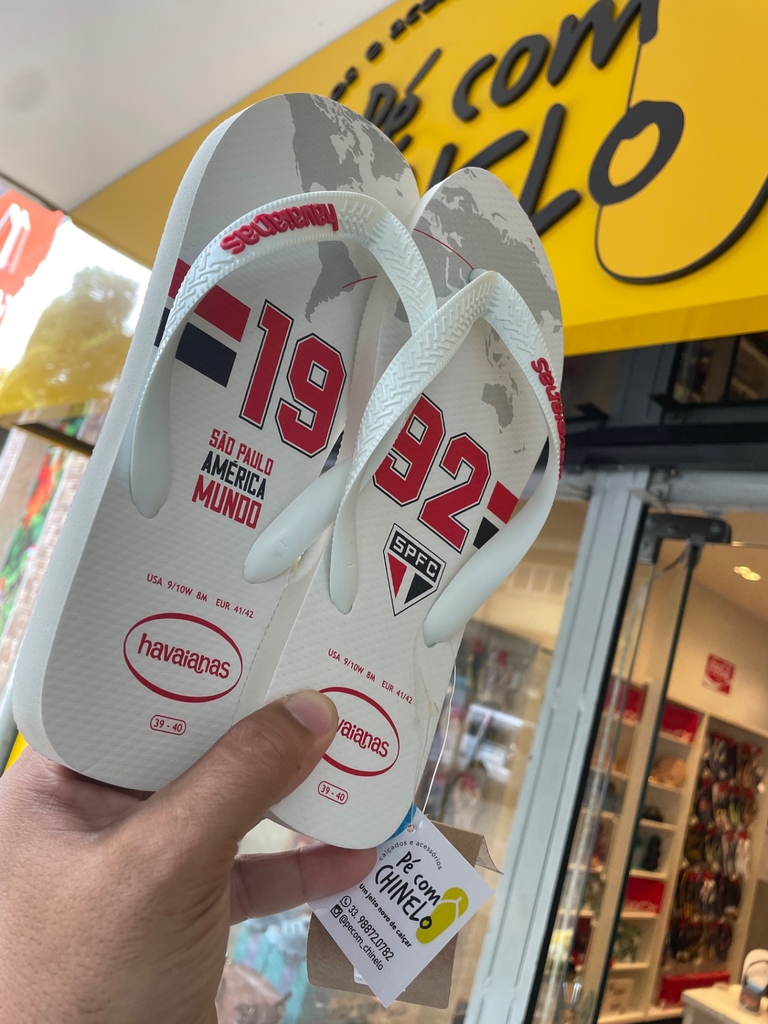 Pé com
havaianas
havaianas
19
92
SÃO PAULO
AMÉRICA
MUNDO
SPFC
USA 9/10W 8M EUR 41/42
havaianas
39 - 40
USA 9/10W 8M EUR 41/42
havaianas
39 - 40
calçados e acessórios
Pé com
CHINELO
Um jeito novo de calçar
33. 98872.0782
@pecom_chinelo